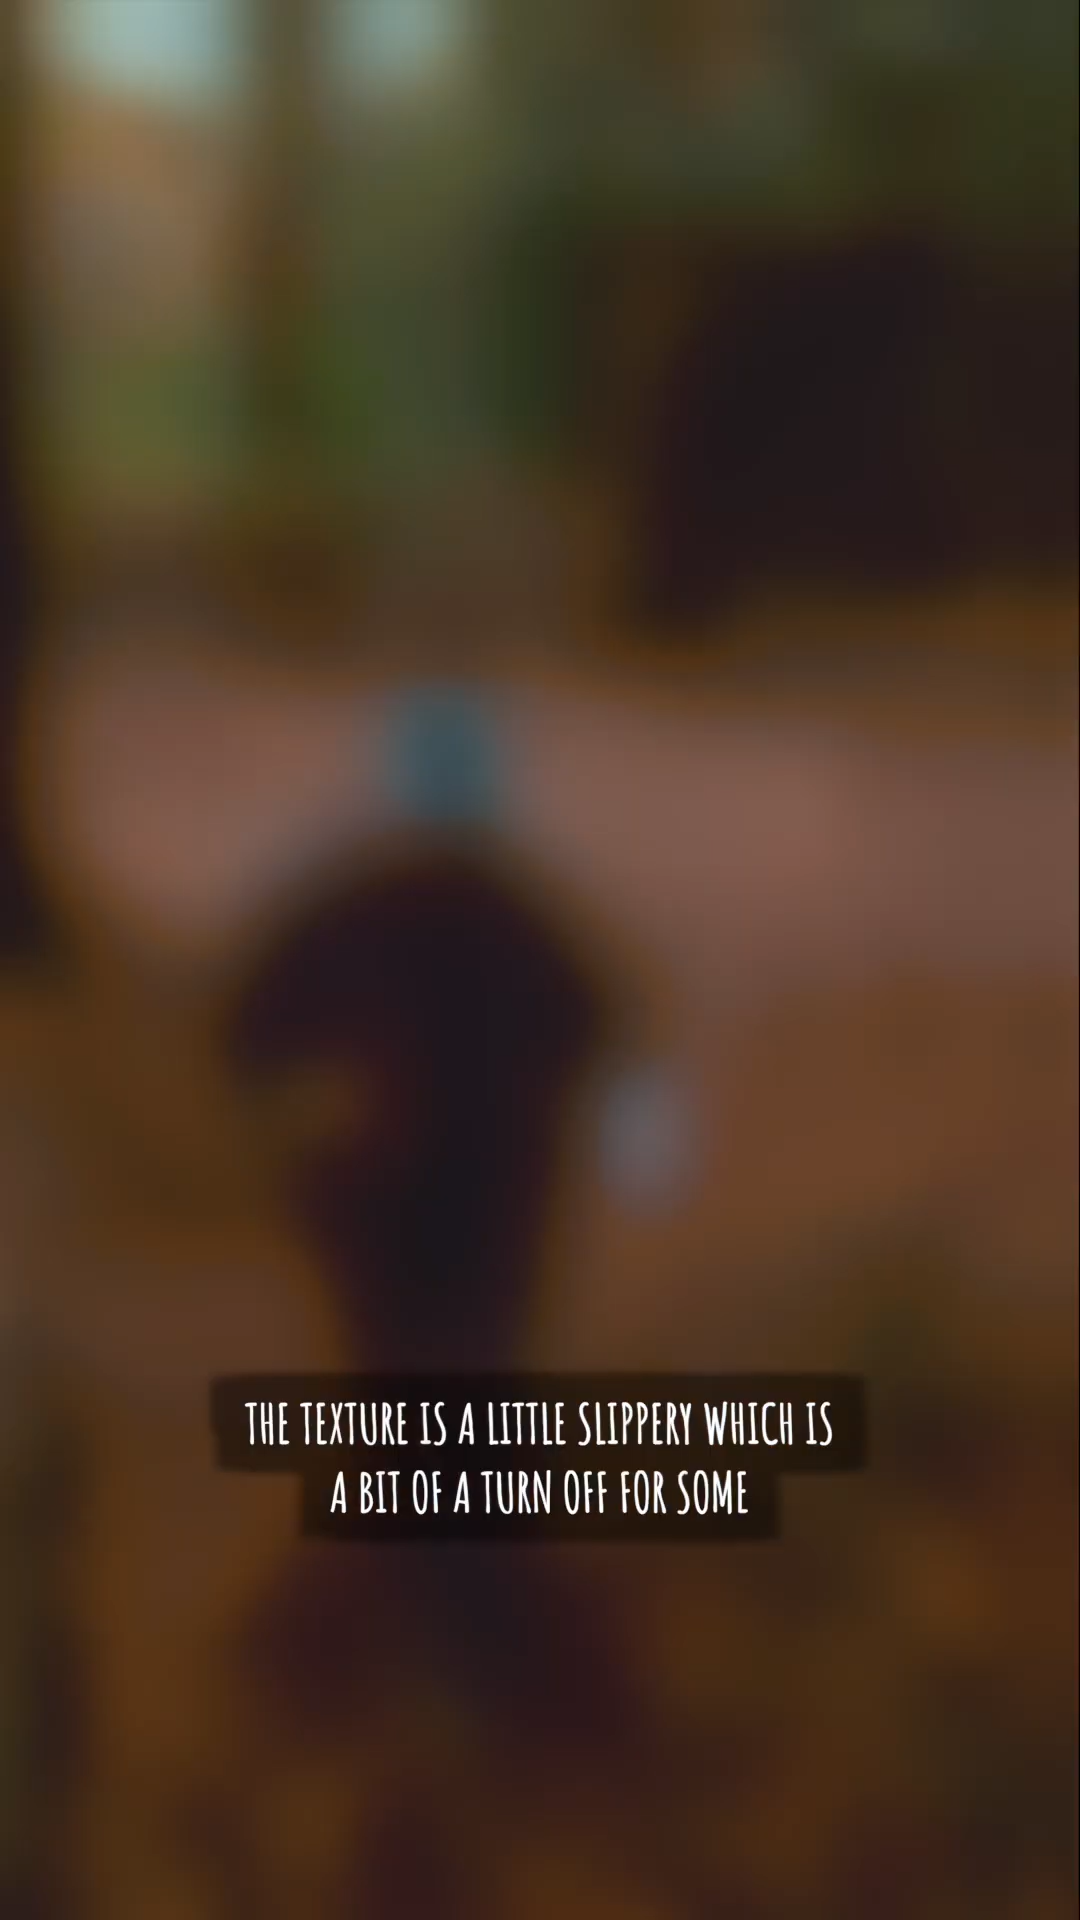 THE TEXTURE IS A LITTLE SLIPPERY WHICH IS
A BIT OF A TURN OFF FOR SOME